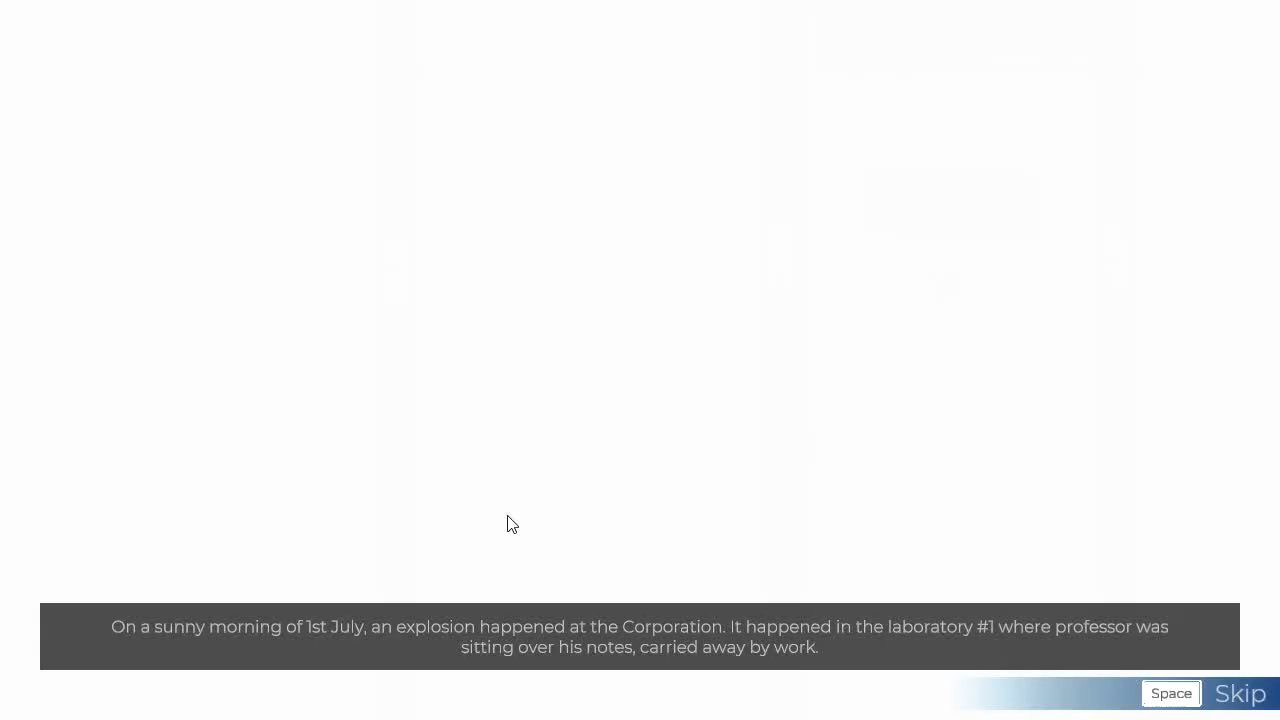 On a sunny morning of 1st July, an explosion happened at the Corporation. It happened in the laboratory #1 where professor was
sitting over his notes, carried away by work.
Space Skip